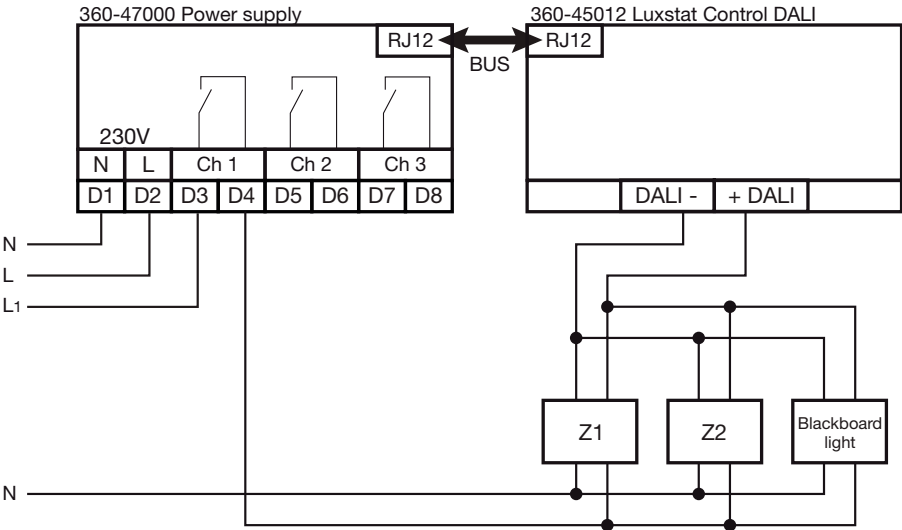 360-47000 Power supply
360-45012 Luxstat Control DALI
RJ12
RJ12
BUS
230V
N L Ch 1 Ch 2 Ch 3
D1 D2 D3 D4 D5 D6 D7 D8
DALI - + DALI
N
L
L1
Z1 Z2 Blackboard
light
N